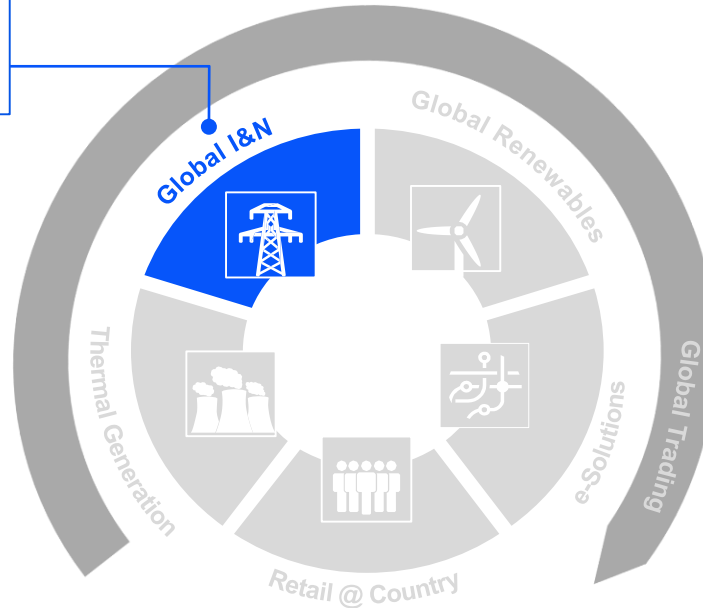 Global I&N
Global Renewables
Thermal Generation
e-Solutions
Global Trading
Retail @ Country